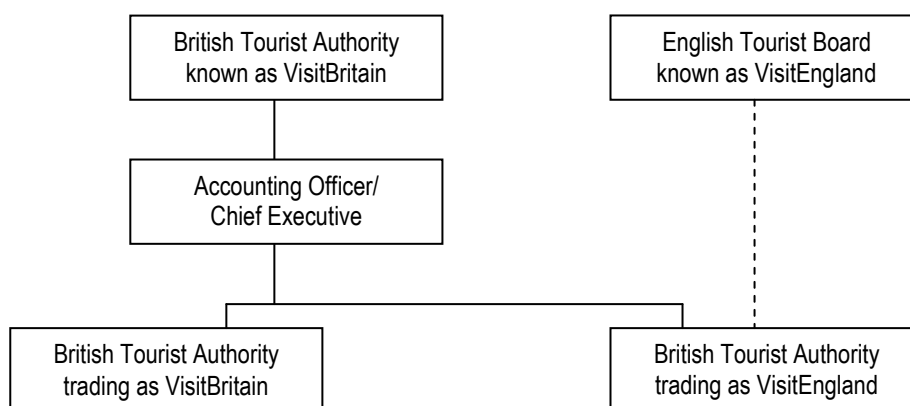 British Tourist Authority
known as VisitBritain
English Tourist Board
known as VisitEngland
Accounting Officer/
Chief Executive
British Tourist Authority
trading as VisitBritain
British Tourist Authority
trading as VisitEngland